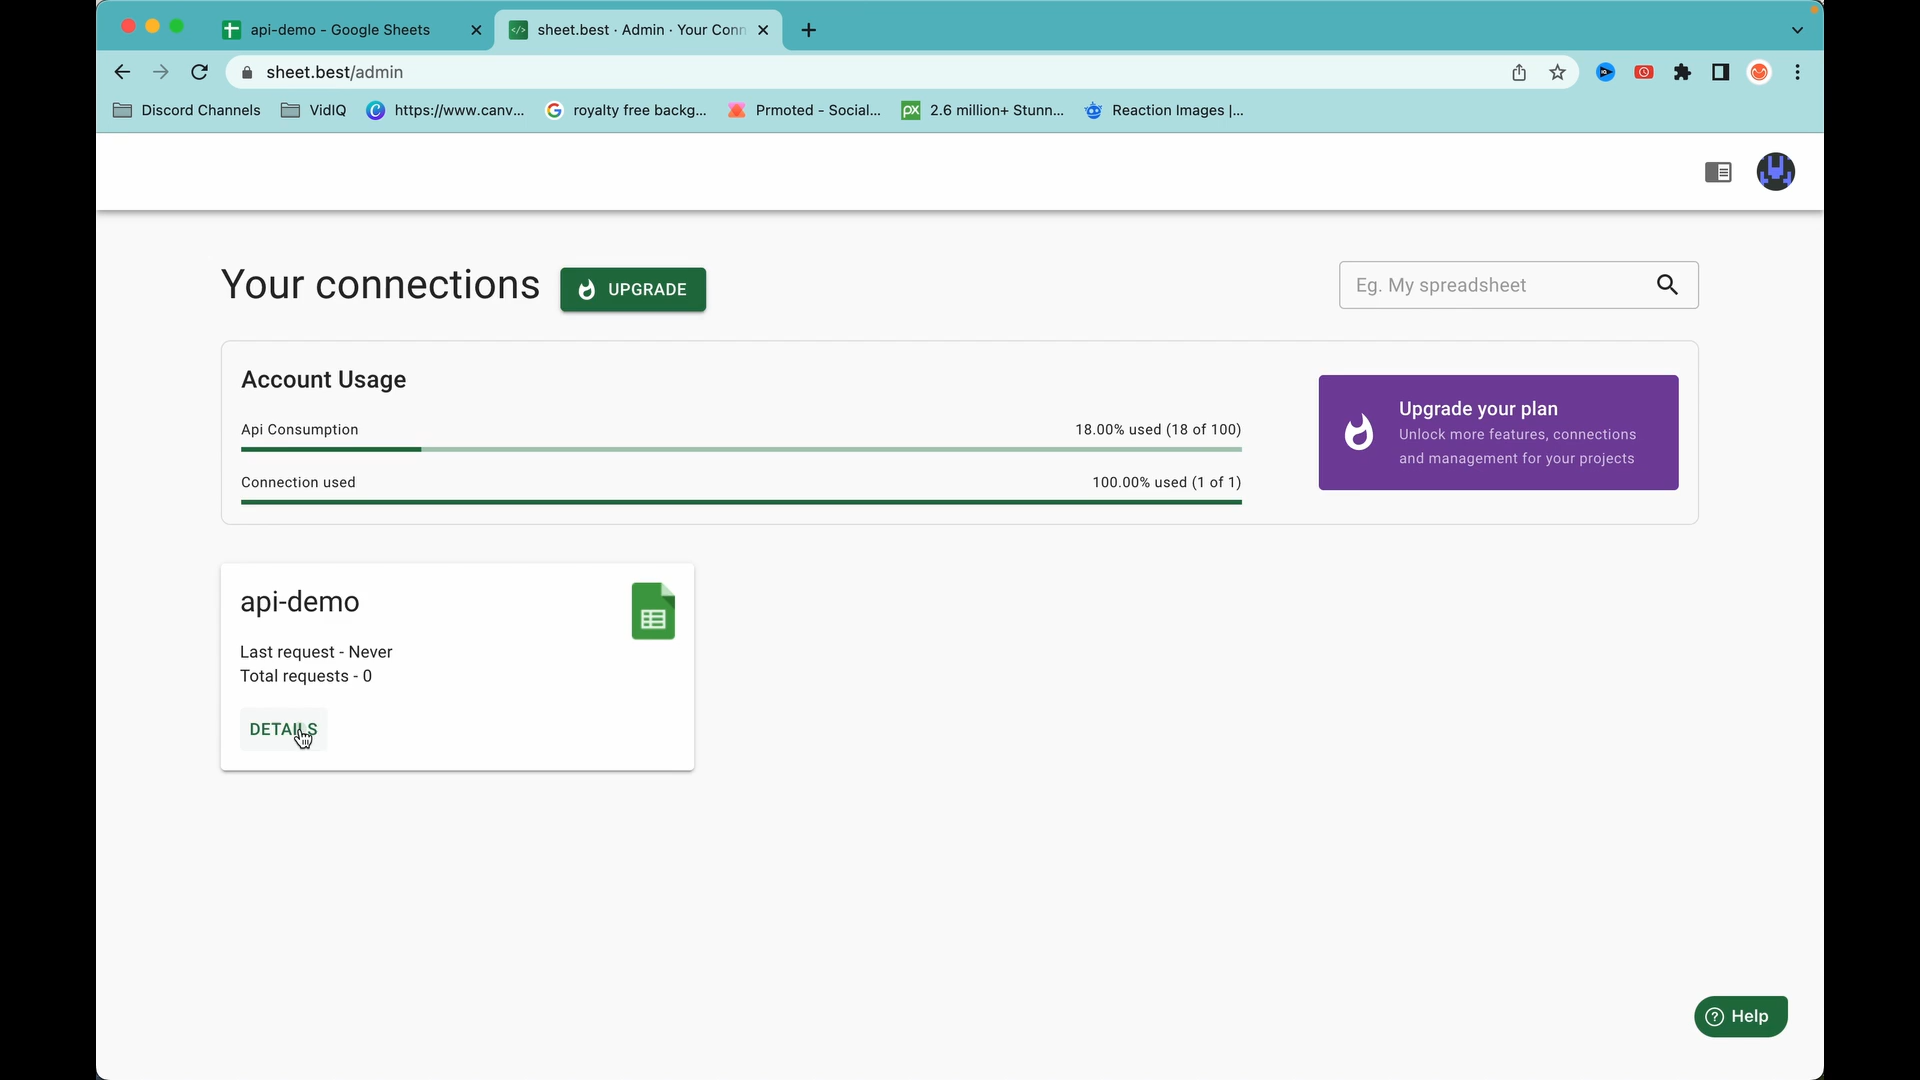 api-demo - Google Sheets
sheet.best · Admin · Your Conn
sheet.best/admin
Discord Channels
VidIQ
https://www.canv...
royalty free backg...
Prmoted - Social...
px
2.6 million+ Stunn...
Reaction Images |...
Your connections
UPGRADE
Eg. My spreadsheet
Account Usage
Api Consumption
18.00% used (18 of 100)
Connection used
100.00% used (1 of 1)
Upgrade your plan
Unlock more features, connections
and management for your projects
api-demo
Last request - Never
Total requests - 0
DETAILS
Help